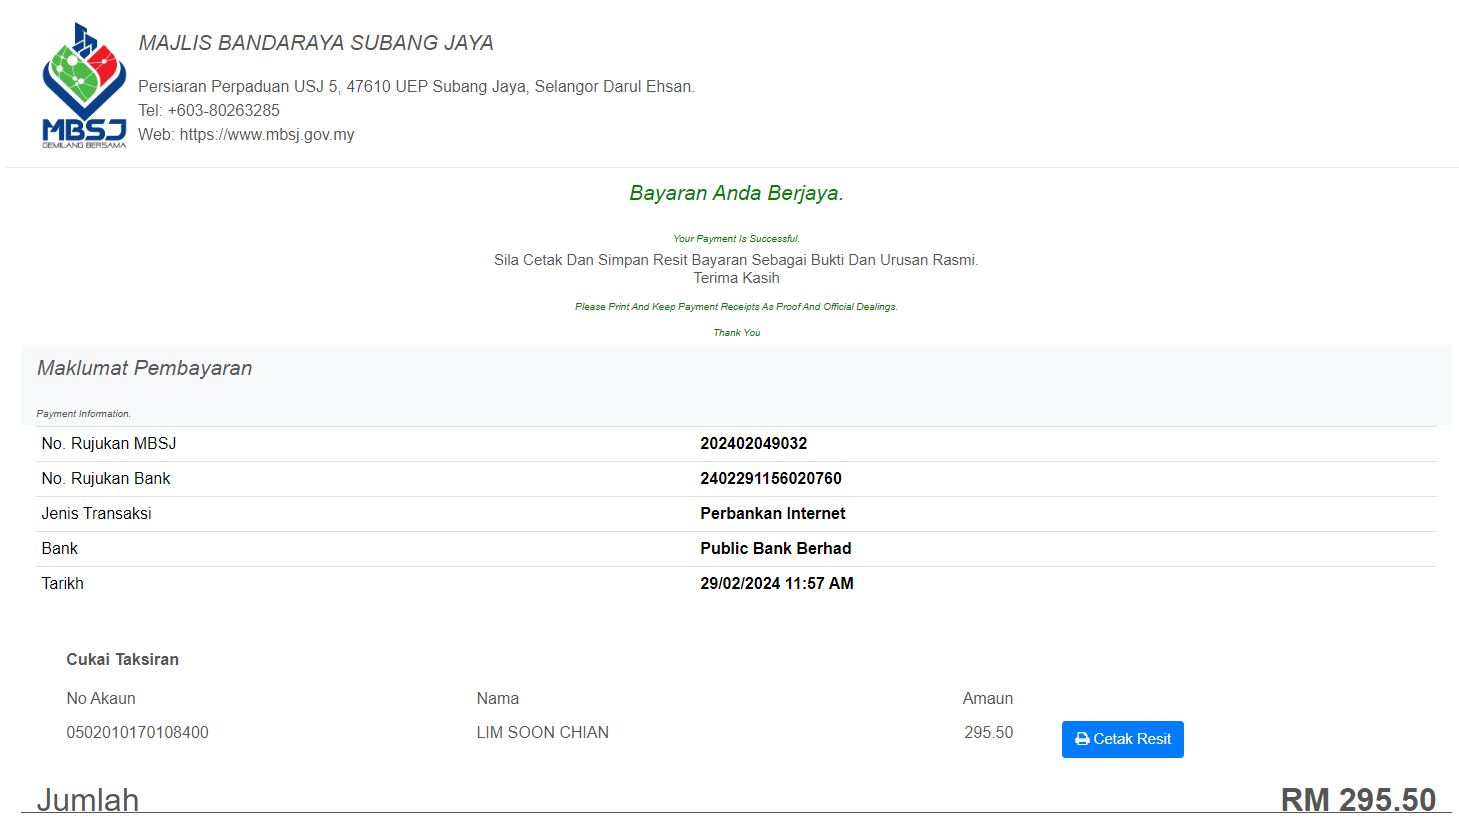 MAJLIS BANDARAYA SUBANG JAYA
Persiaran Perpaduan USJ 5, 47610 UEP Subang Jaya, Selangor Darul Ehsan.
Tel: +603-80263285
MBSJ
GEMILANG BERSAMA
Web: https://www.mbsj.gov.my
Bayaran Anda Berjaya.
Your Payment Is Successful.
Sila Cetak Dan Simpan Resit Bayaran Sebagai Bukti Dan Urusan Rasmi.
Terima Kasih
Please Print And Keep Payment Receipts As Proof And Official Dealings.
Thank You
Maklumat Pembayaran
Payment Information.
No. Rujukan MBSJ 202402049032
No. Rujukan Bank 2402291156020760
Jenis Transaksi Perbankan Internet
Bank Public Bank Berhad
Tarikh 29/02/2024 11:57 AM
Cukai Taksiran
No Akaun Nama Amaun
0502010170108400 LIM SOON CHIAN 295.50 Cetak Resit
Jumlah RM 295.50